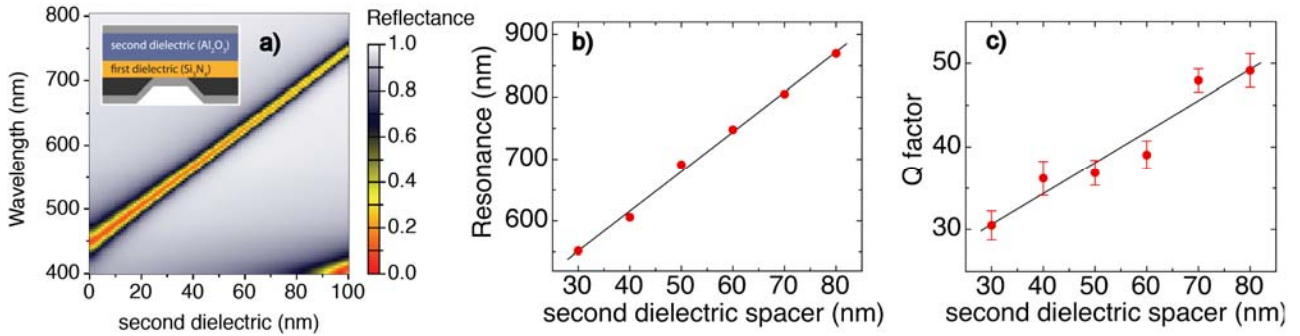 Reflectance
a)
second dielectric (Al₂O₃)
first dielectric (Si₃N₄)
Wavelength (nm)
800
700
600
500
400
0 20 40 60 80 100
second dielectric (nm)
1.0
0.8
0.6
0.4
0.2
0.0
b)
Resonance (nm)
900
800
700
600
30 40 50 60 70 80
second dielectric spacer (nm)
c)
Q factor
50
40
30
30 40 50 60 70 80
second dielectric spacer (nm)